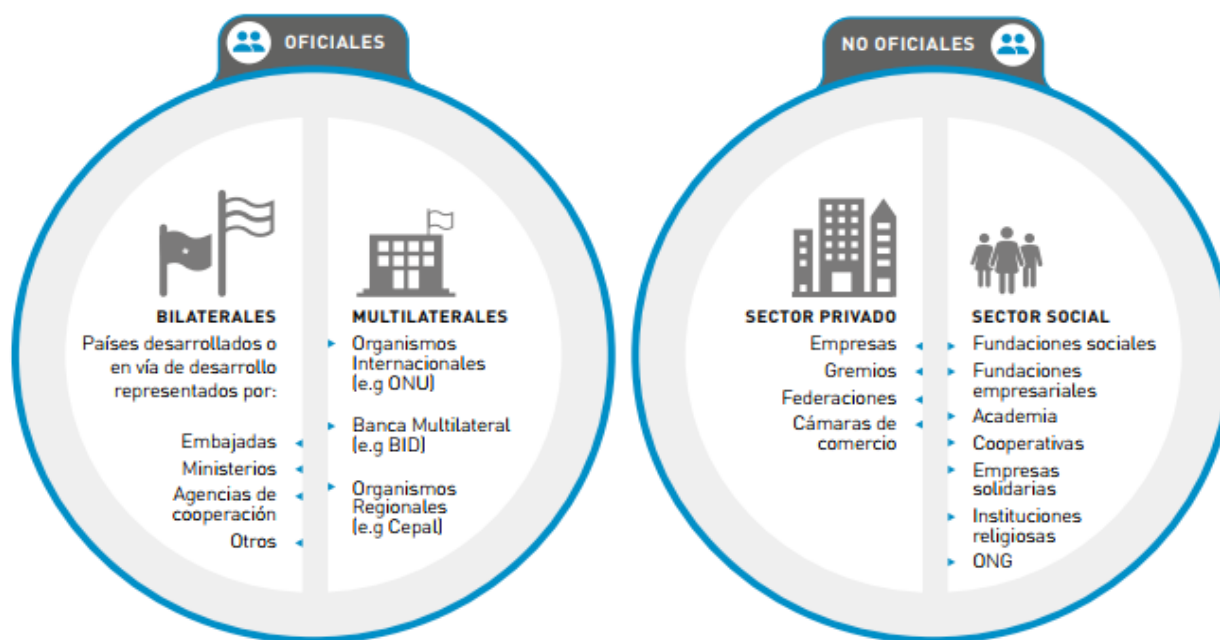 OFICIALES
BILATERALES
Países desarrollados o
en vía de desarrollo
representados por:
Embajadas
Ministerios
Agencias de
cooperación
Otros
MULTILATERALES
Organismos
Internacionales
(e.g ONU)
Banca Multilateral
(e.g BID)
Organismos
Regionales
(e.g Cepal)
NO OFICIALES
SECTOR PRIVADO
Empresas
Gremios
Federaciones
Cámaras de
comercio
SECTOR SOCIAL
Fundaciones sociales
Fundaciones
empresariales
Academia
Cooperativas
Empresas
solidarias
Instituciones
religiosas
ONG